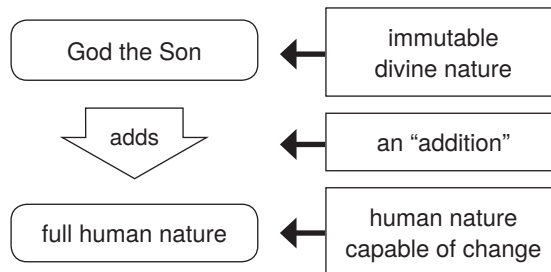 God the Son
immutable
divine nature
adds
an “addition”
full human nature
human nature
capable of change